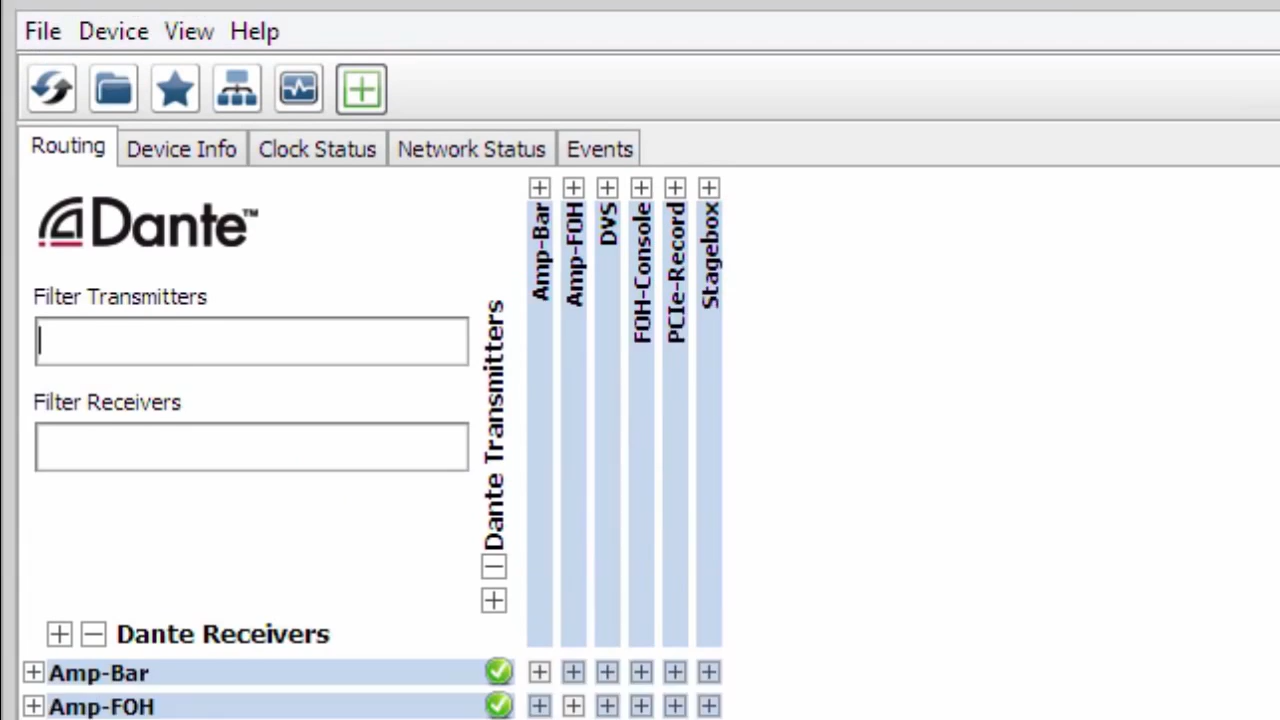 File Device View Help
Routing Device Info Clock Status Network Status Events
Dante™
Filter Transmitters
Filter Receivers
Dante Transmitters
Amp-Bar
Amp-FOH
DVS
FOH-Console
PCIe-Record
Stagebox
Dante Receivers
Amp-Bar
Amp-FOH